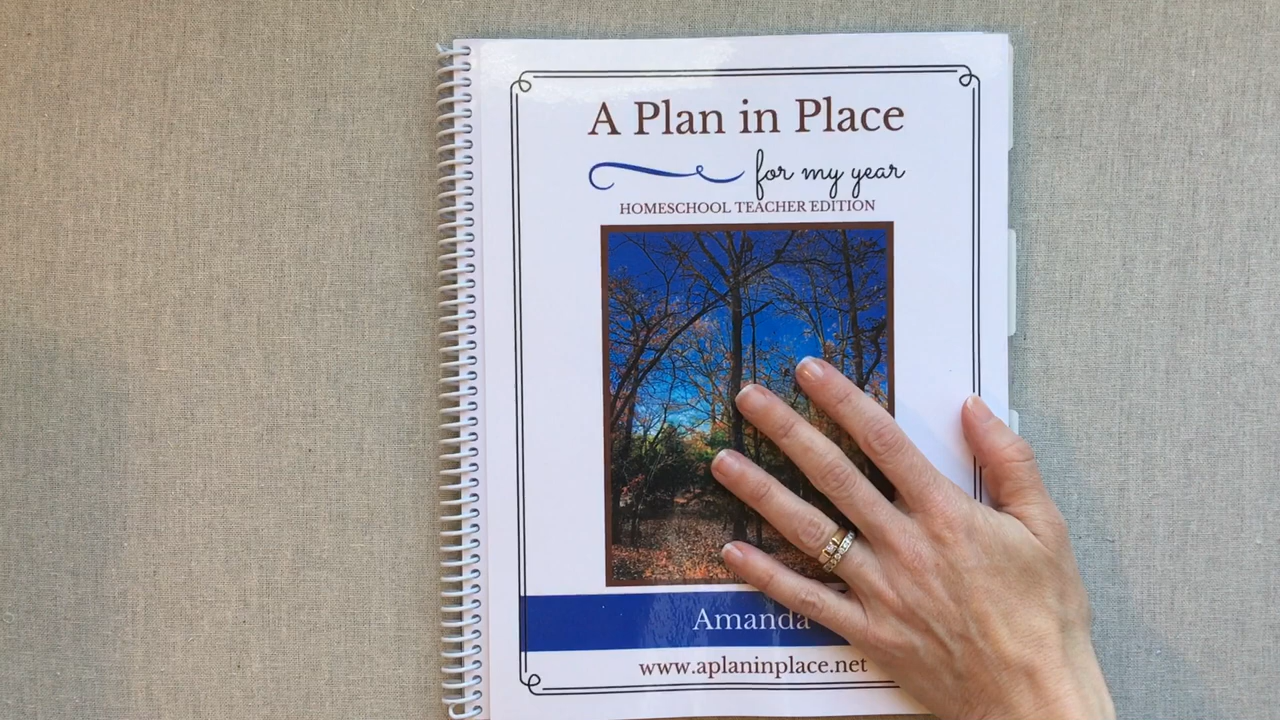 A Plan in Place
for my year
HOMESCHOOL TEACHER EDITION
Amanda
www.aplaninplace.net